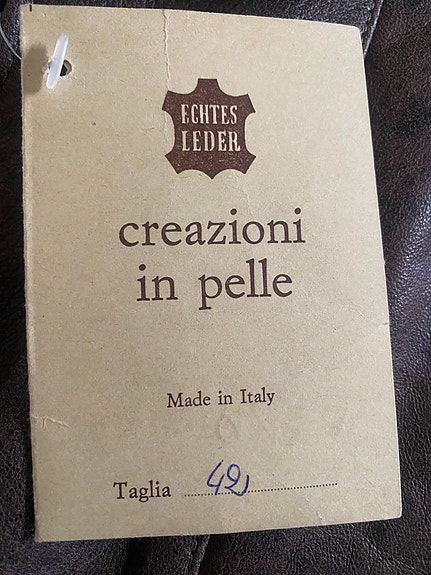 ECHTES
LEDER
creazioni
in pelle
Made in Italy
Taglia 42